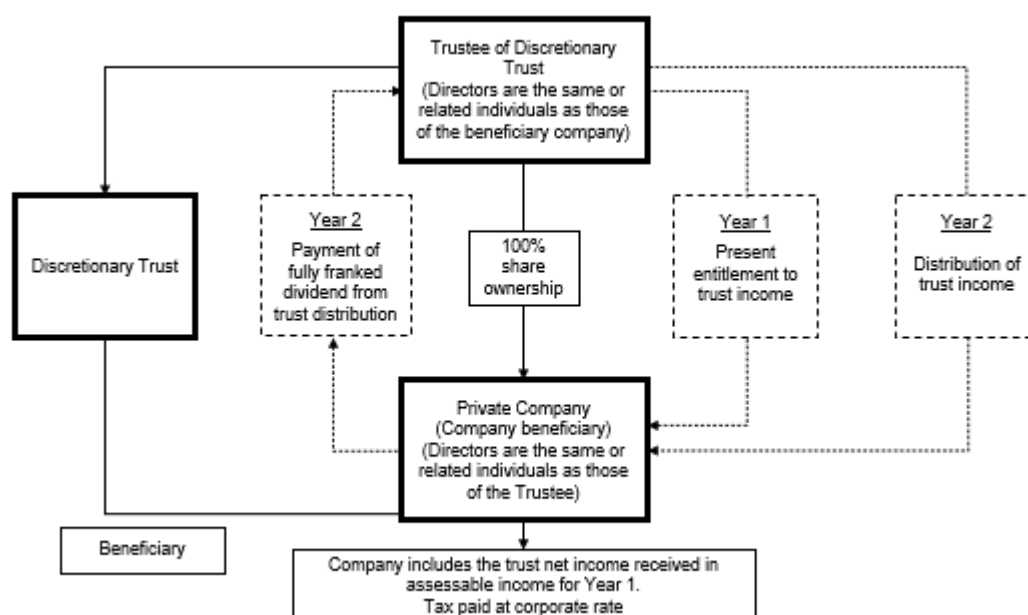 Trustee of Discretionary
Trust
(Directors are the same or
related individuals as those
of the beneficiary company)
Discretionary Trust
Year 2
Payment of
fully franked
dividend from
trust distribution
100%
share
ownership
Year 1
Present
entitlement to
trust income
Year 2
Distribution of
trust income
Private Company
(Company beneficiary)
(Directors are the same or
related individuals as those
of the Trustee)
Beneficiary
Company includes the trust net income received in
assessable income for Year 1.
Tax paid at corporate rate